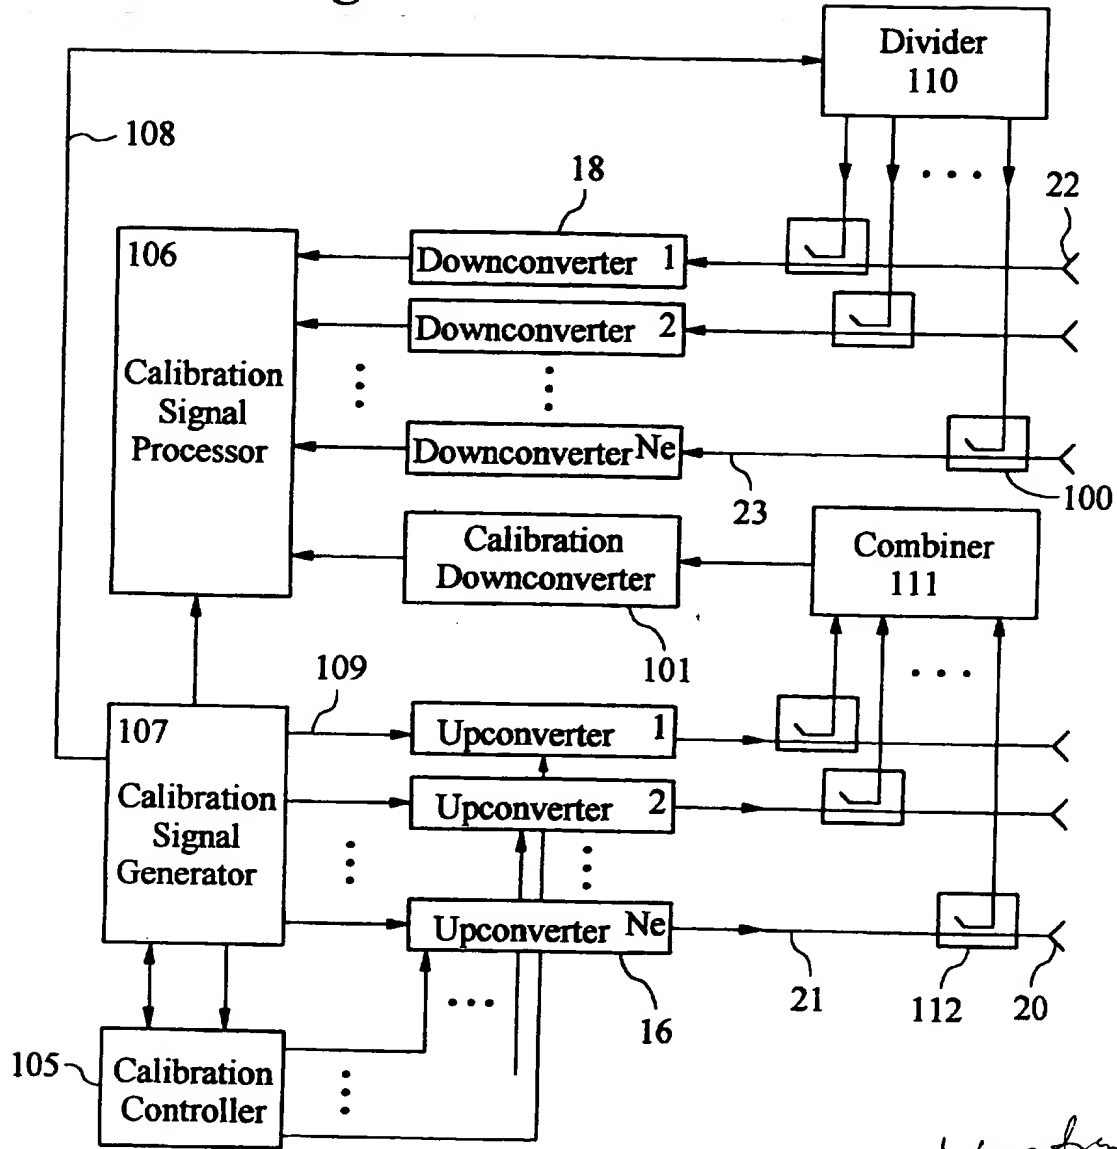 Divider
110
108
18
22
106
Downconverter 1
Downconverter 2
Calibration
Signal
Processor
Downconverter Ne
23
100
Calibration
Downconverter
Combiner
111
101
109
107
Upconverter 1
Calibration
Signal
Generator
Upconverter 2
Upconverter Ne
21
112
20
16
105
Calibration
Controller